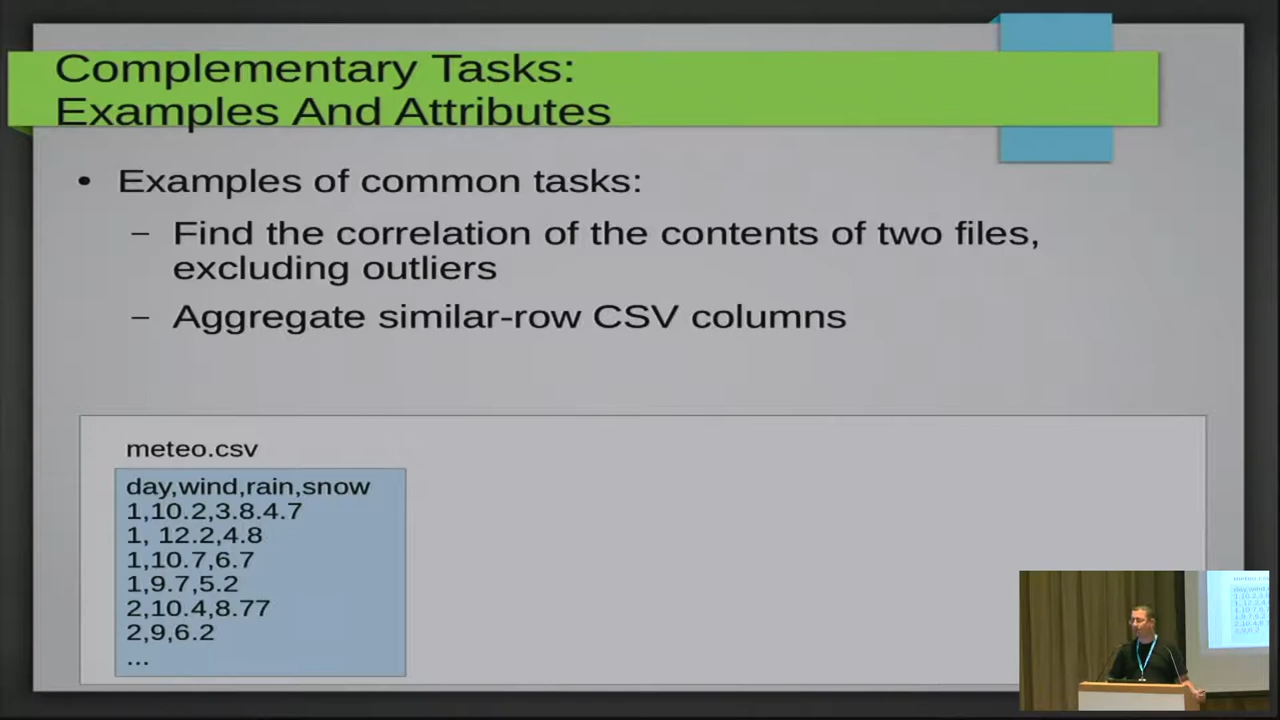 Complementary Tasks:
Examples And Attributes
• Examples of common tasks:
– Find the correlation of the contents of two files,
excluding outliers
– Aggregate similar-row CSV columns
meteo.csv
day,wind,rain,snow
1,10.2,3.8.4.7
1, 12.2,4.8
1,10.7,6.7
1,9.7,5.2
2,10.4,8.77
2,9,6.2
...